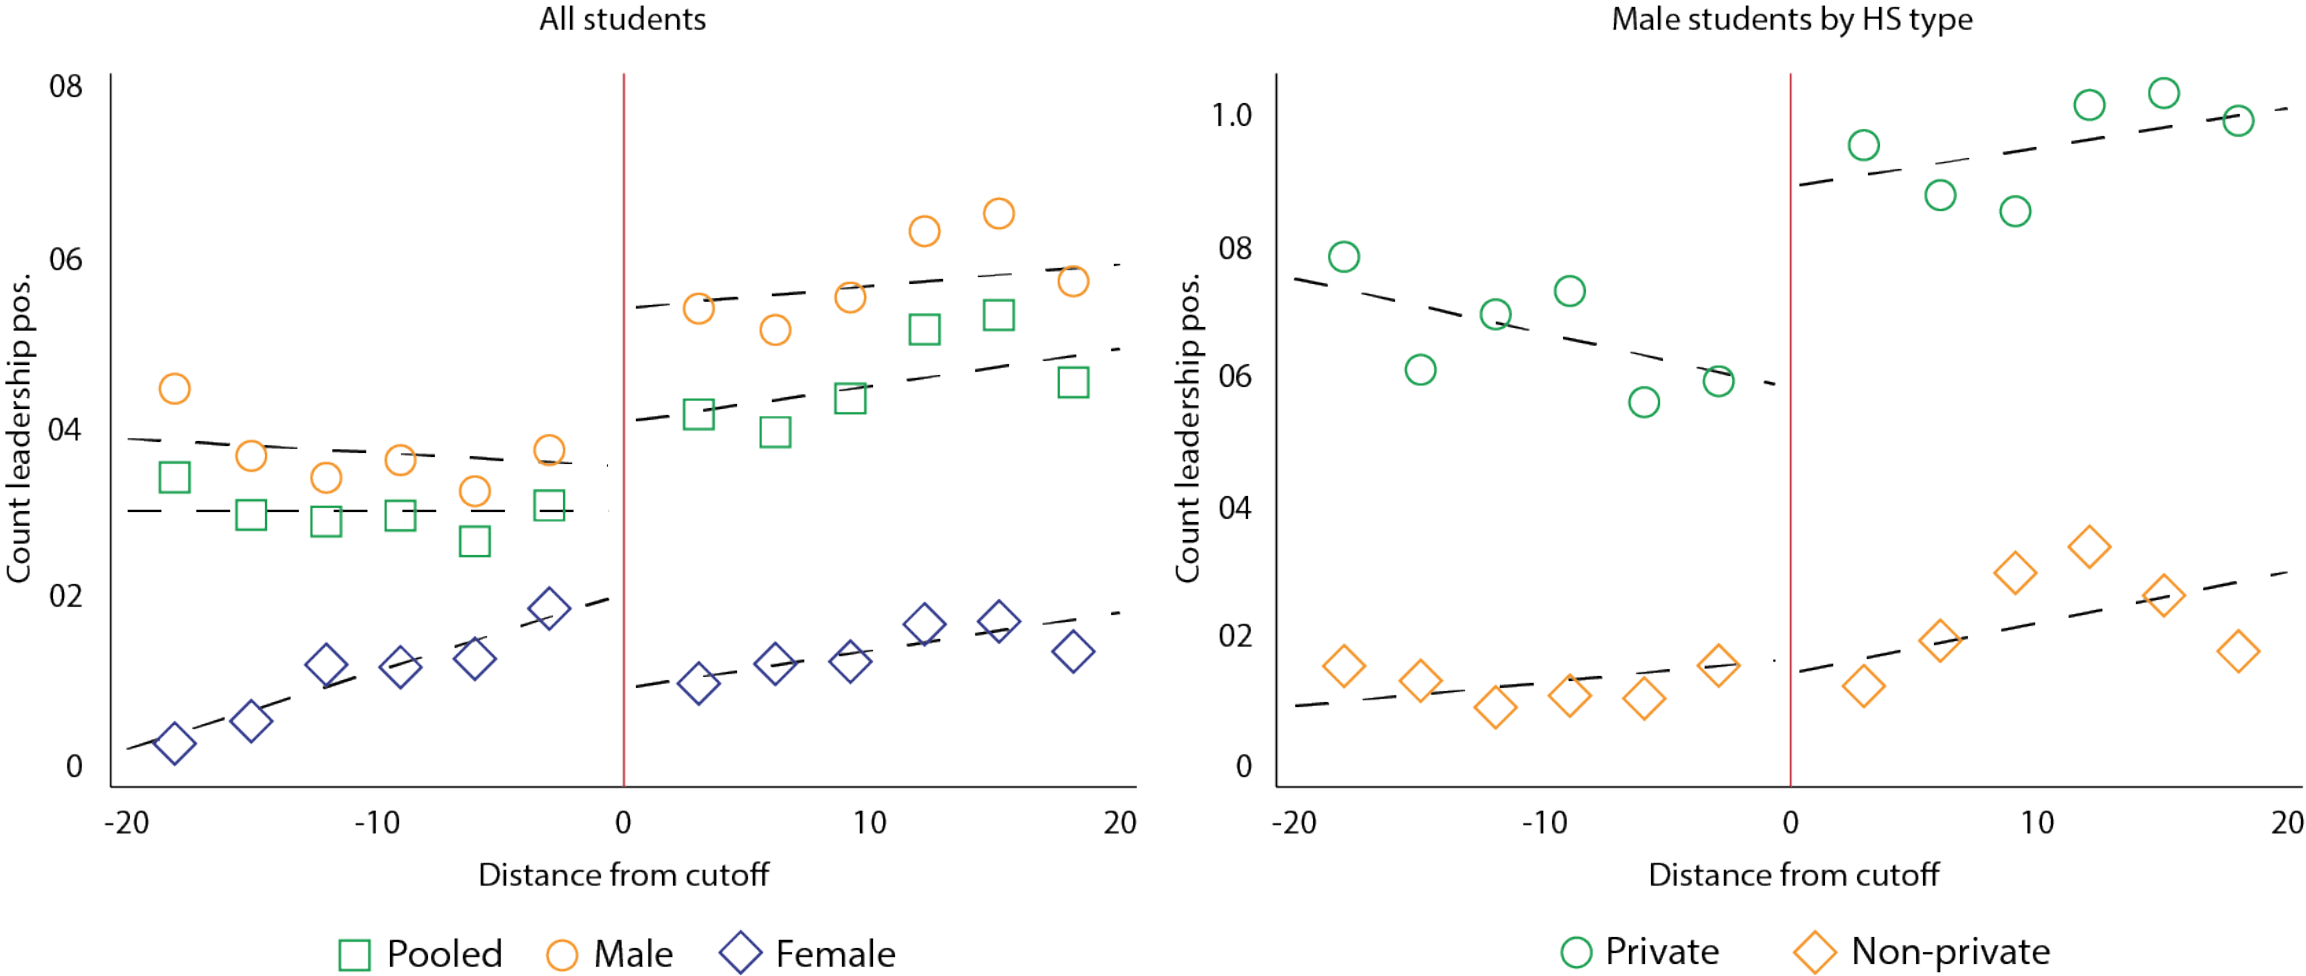 All students
Count leadership pos.
08
06
04
02
0
-20 -10 0 10 20
Distance from cutoff
Pooled Male Female
Male students by HS type
Count leadership pos.
1.0
08
06
04
02
0
-20 -10 0 10 20
Distance from cutoff
Private Non-private